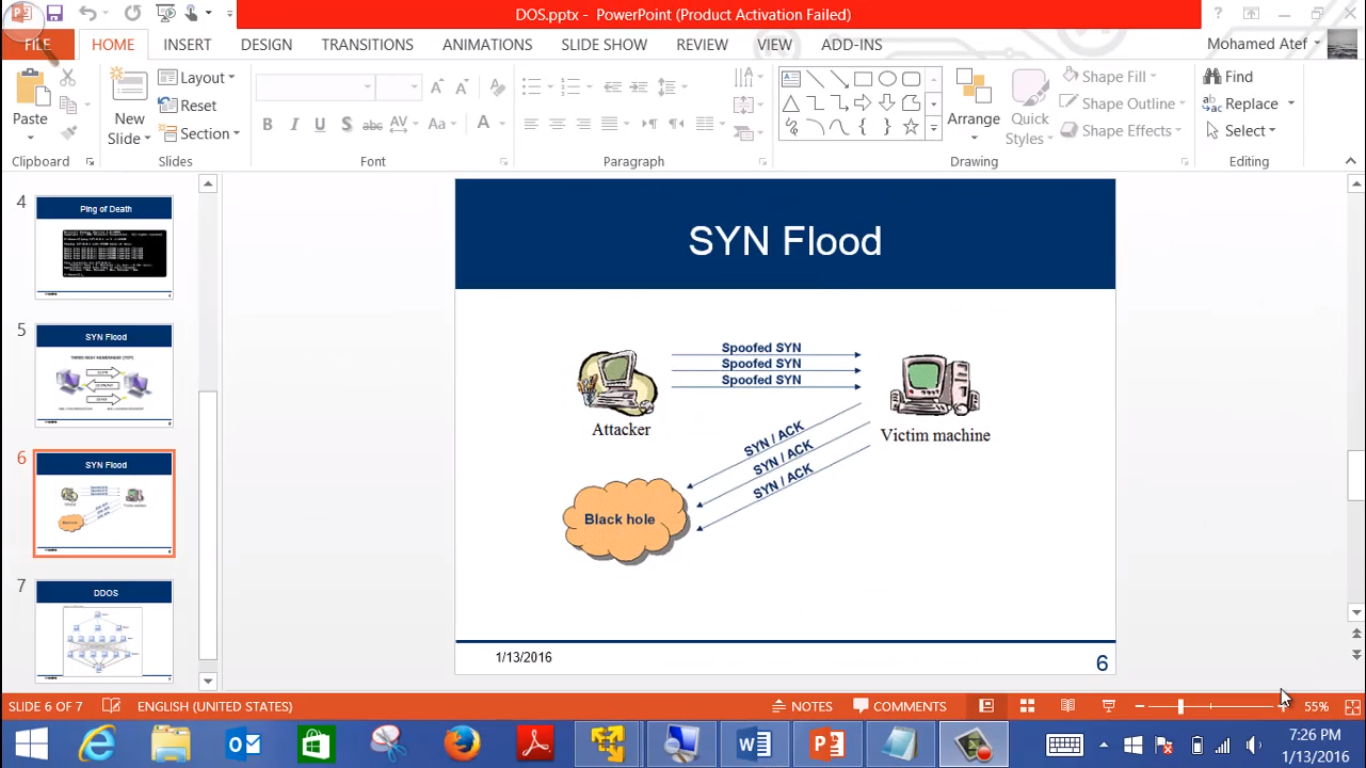 DOS.pptx - PowerPoint (Product Activation Failed)
FILE HOME INSERT DESIGN TRANSITIONS ANIMATIONS SLIDE SHOW REVIEW VIEW ADD-INS Mohamed Atef
Paste
Clipboard
New Slide
Layout
Reset
Section
Slides
B I U S abc AV Aa A
Font
Paragraph
Arrange
Quick Styles
Shape Fill
Shape Outline
Shape Effects
Drawing
Find
Replace
Select
Editing
4
Ping of Death
5
SYN Flood
6
SYN Flood
7
DDOS
SYN Flood
Spoofed SYN
Spoofed SYN
Spoofed SYN
Attacker
Victim machine
SYN / ACK
SYN / ACK
SYN / ACK
Black hole
1/13/2016
6
SLIDE 6 OF 7 ENGLISH (UNITED STATES) NOTES COMMENTS 55%
7:26 PM
1/13/2016